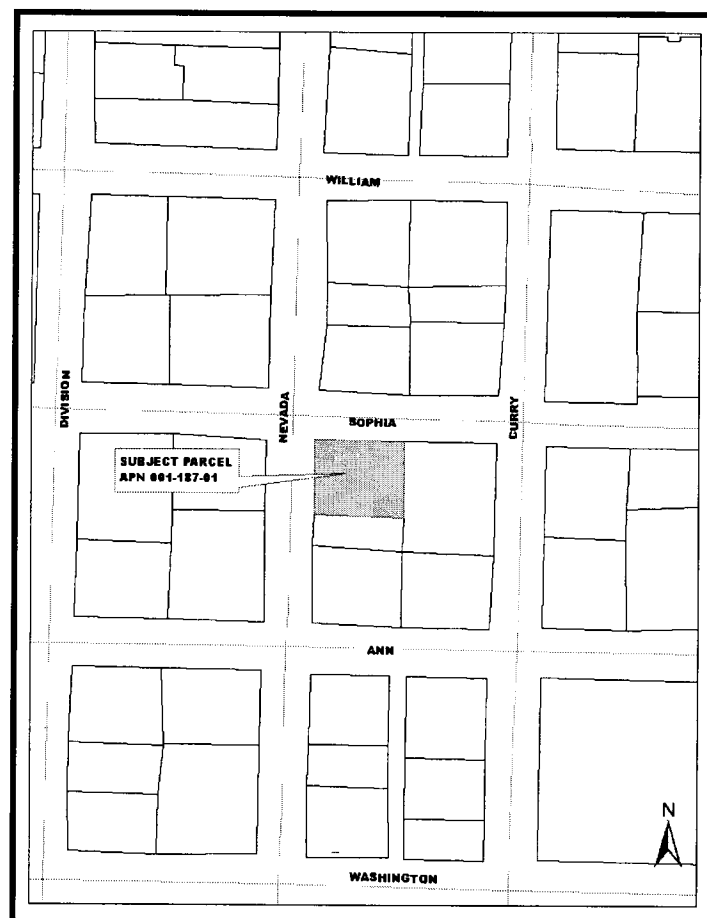 WILLIAM
DIVISION
NEVADA
SOPHIA
CURRY
SUBJECT PARCEL
APN 001-187-01
ANN
N
WASHINGTON